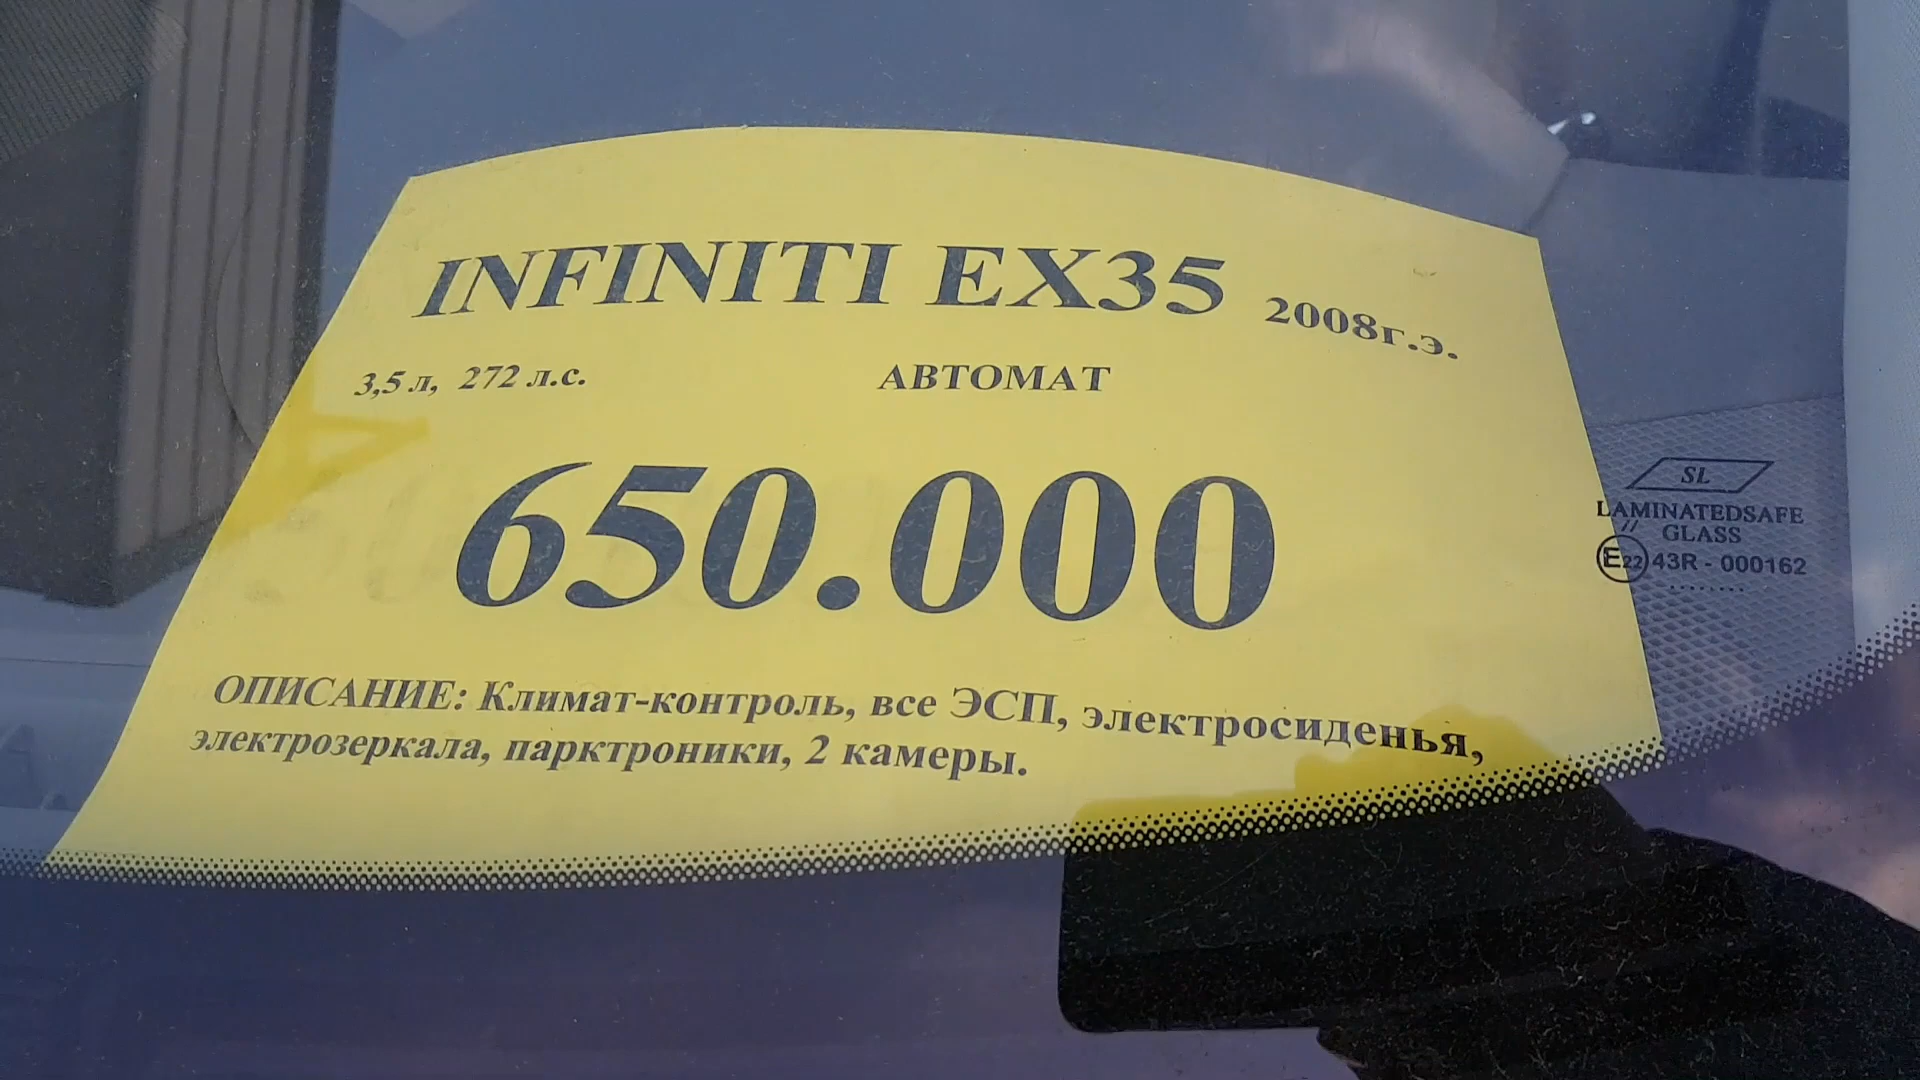 INFINITI EX35 2008г.э.
3,5 л, 272 л.с. АВТОМАТ
650.000
ОПИСАНИЕ: Климат-контроль, все ЭСП, электросиденья,
электрозеркала, парктроники, 2 камеры.
SL
LAMINATEDSAFE
//
GLASS
E22 43R - 000162
........